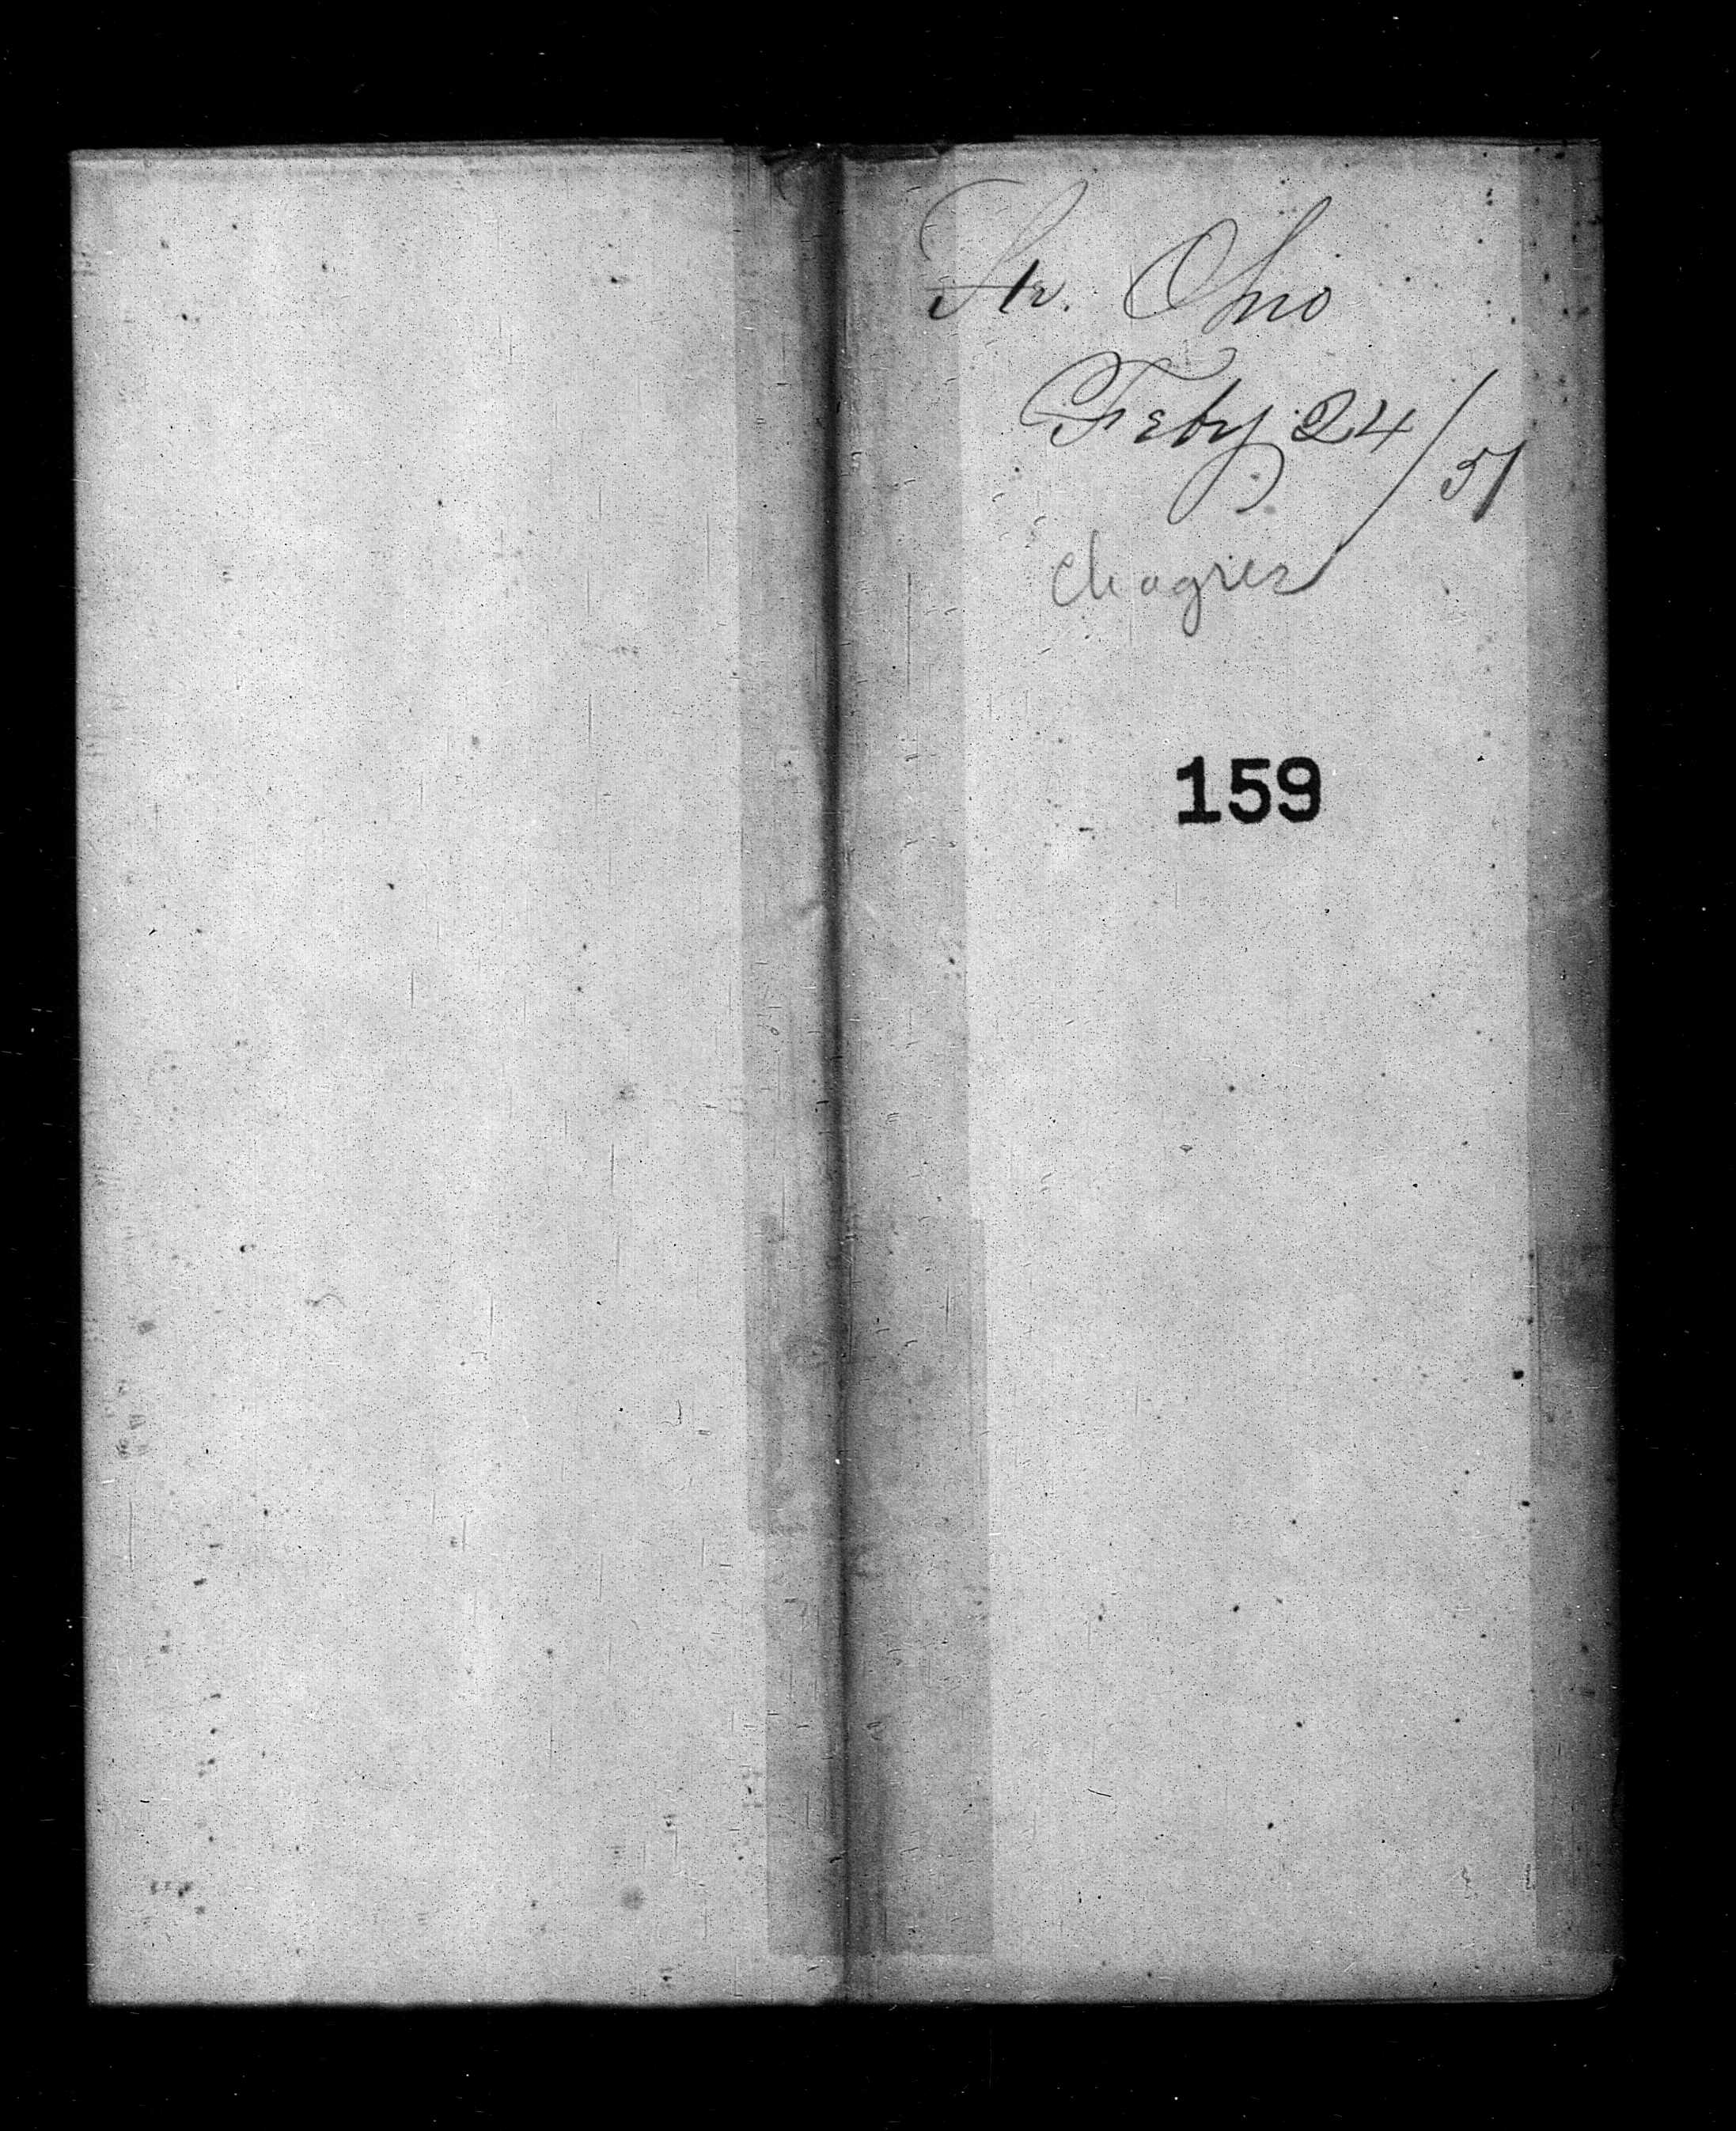 Str. Ohio
Feby 24/51
Chagres
159